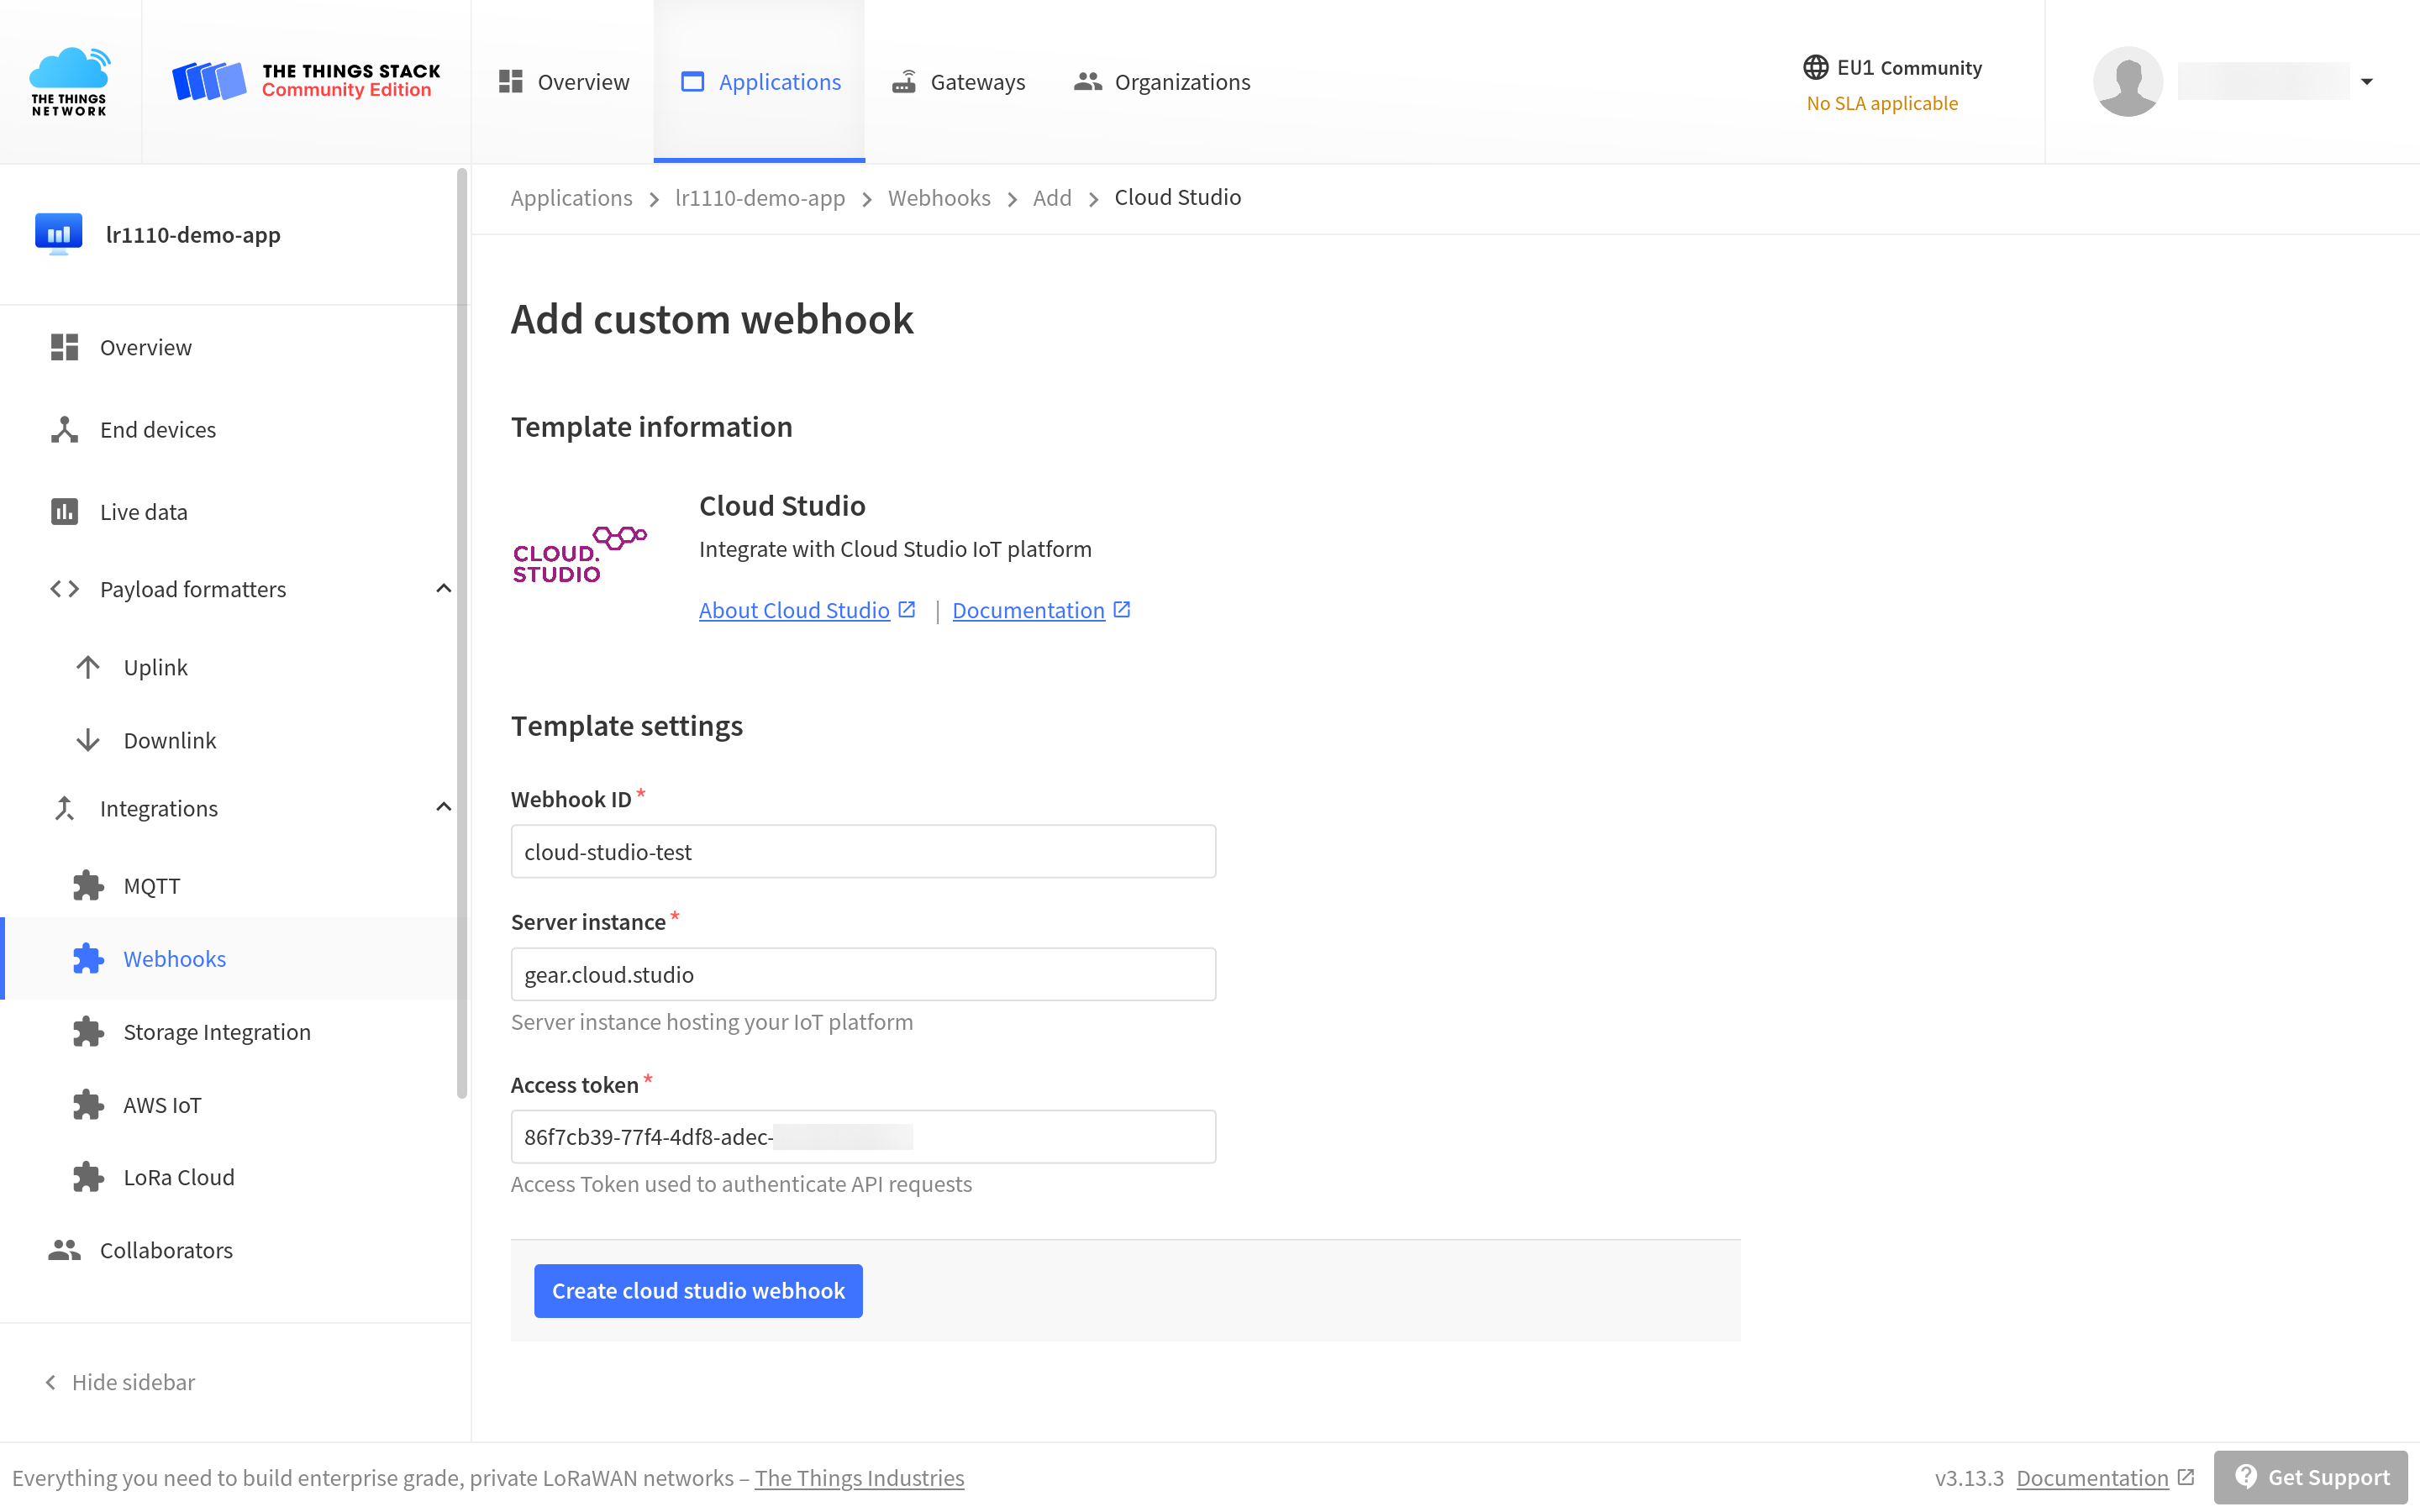 THE THINGS
NETWORK
THE THINGS STACK
Community Edition
Overview
Applications
Gateways
Organizations
EU1 Community
No SLA applicable
lr1110-demo-app
Overview
End devices
Live data
Payload formatters
Uplink
Downlink
Integrations
MQTT
Webhooks
Storage Integration
AWS IoT
LoRa Cloud
Collaborators
Hide sidebar
Applications > lr1110-demo-app > Webhooks > Add > Cloud Studio
Add custom webhook
Template information
CLOUD.
STUDIO
Cloud Studio
Integrate with Cloud Studio IoT platform
About Cloud Studio | Documentation
Template settings
Webhook ID *
cloud-studio-test
Server instance *
gear.cloud.studio
Server instance hosting your IoT platform
Access token *
86f7cb39-77f4-4df8-adec-
Access Token used to authenticate API requests
Create cloud studio webhook
Everything you need to build enterprise grade, private LoRaWAN networks – The Things Industries
v3.13.3 Documentation
Get Support